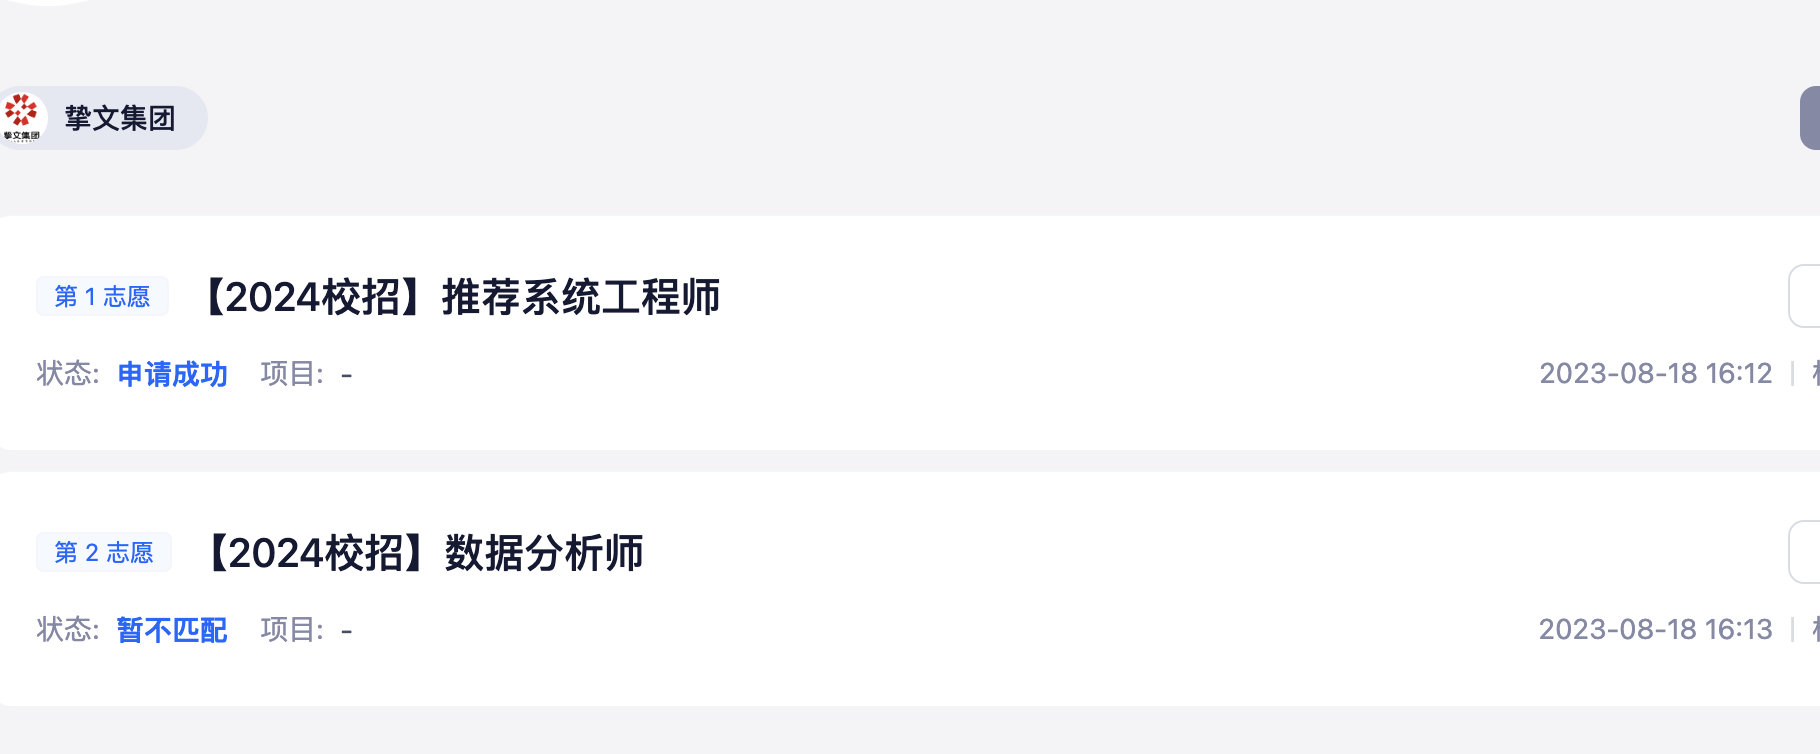 挚文集团
挚文集团
第 1 志愿 【2024校招】推荐系统工程师
状态: 申请成功 项目: - 2023-08-18 16:12
第 2 志愿 【2024校招】数据分析师
状态: 暂不匹配 项目: - 2023-08-18 16:13